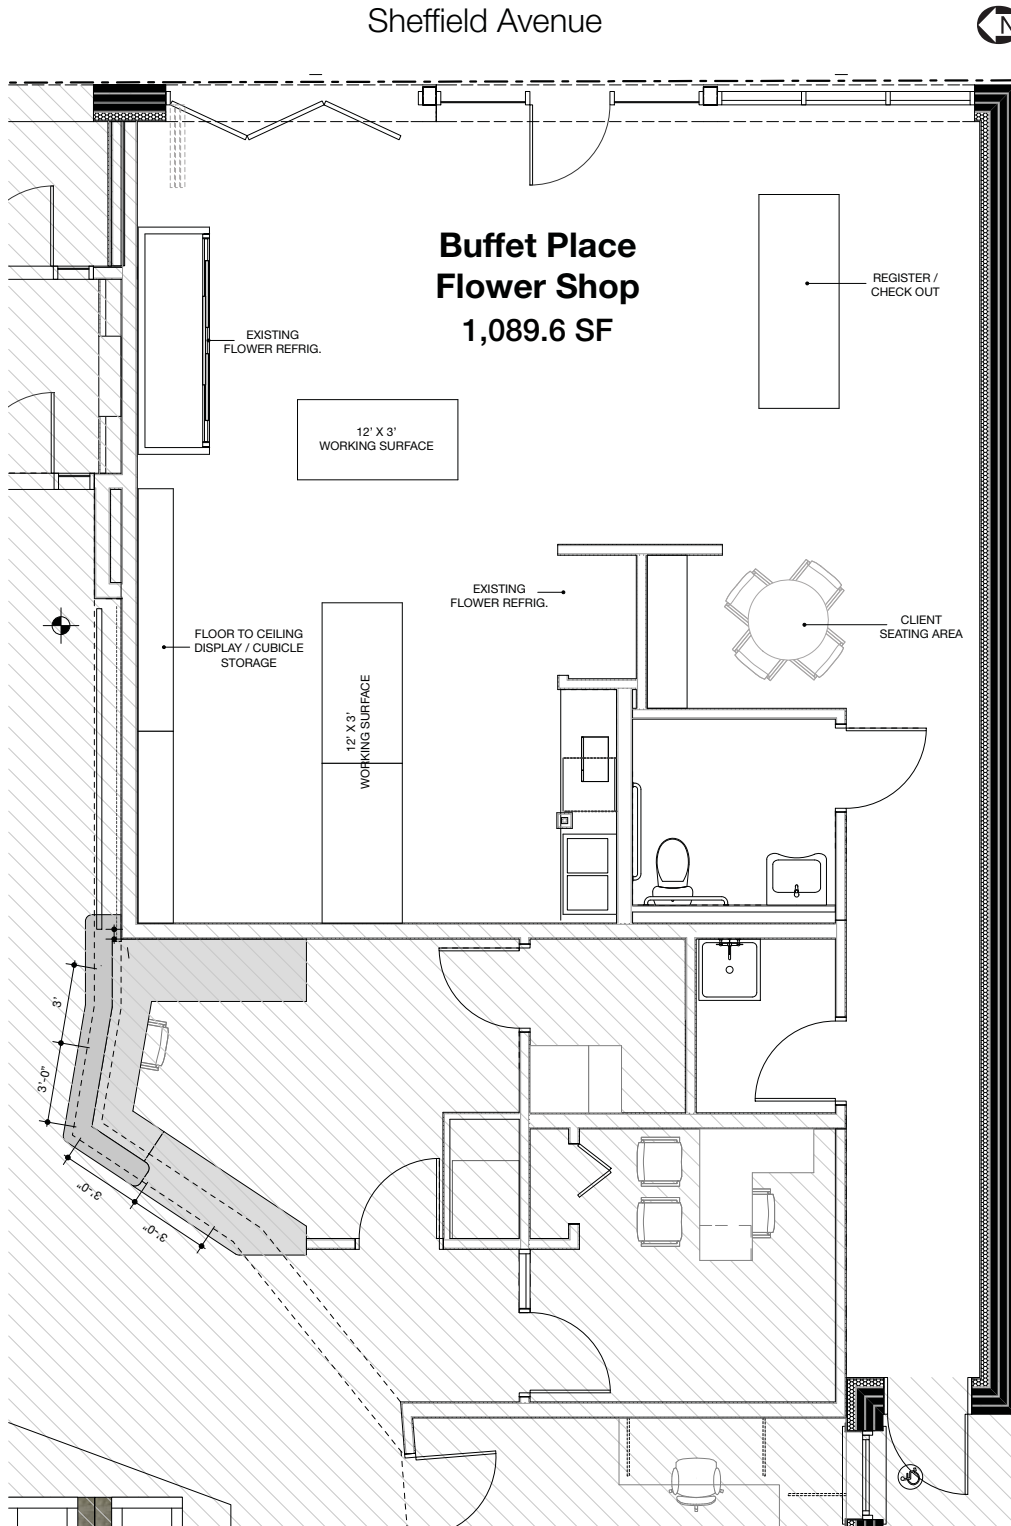 Sheffield Avenue
N
Buffet Place
Flower Shop
1,089.6 SF
REGISTER /
CHECK OUT
EXISTING
FLOWER REFRIG.
12' X 3'
WORKING SURFACE
EXISTING
FLOWER REFRIG.
CLIENT
SEATING AREA
FLOOR TO CEILING
DISPLAY / CUBICLE
STORAGE
12' X 3'
WORKING SURFACE
3'
3'-0"
3'-0"
3'-0"